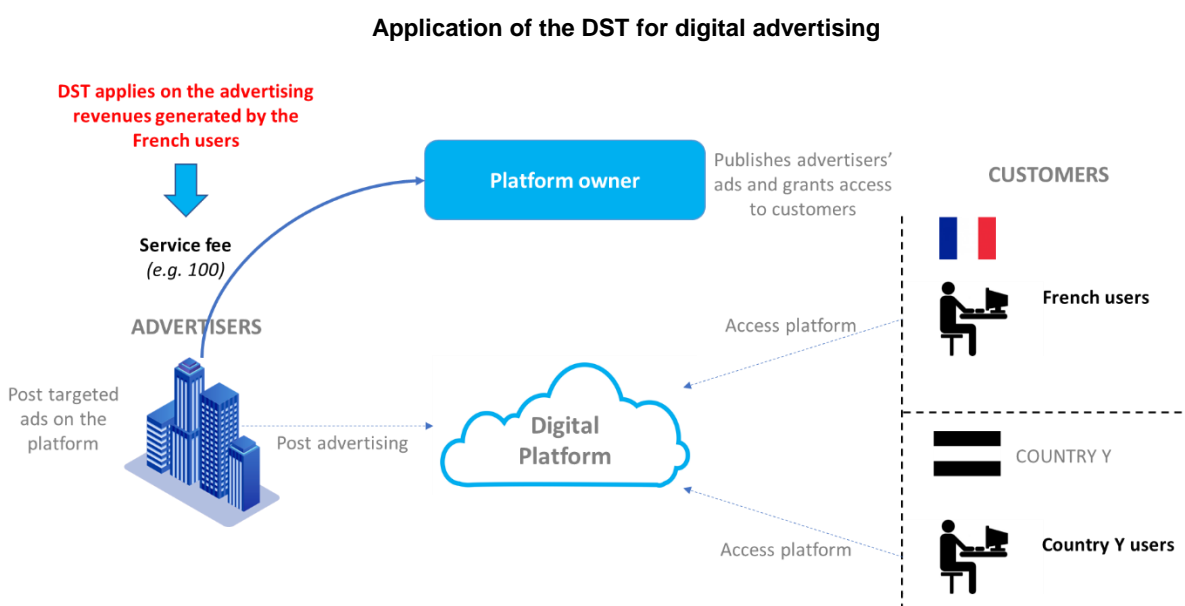 Application of the DST for digital advertising
DST applies on the advertising
revenues generated by the
French users
Platform owner
Publishes advertisers’
ads and grants access
to customers
CUSTOMERS
Service fee
(e.g. 100)
French users
ADVERTISERS
Access platform
Post targeted
ads on the
platform
Post advertising
Digital
Platform
COUNTRY Y
Access platform
Country Y users